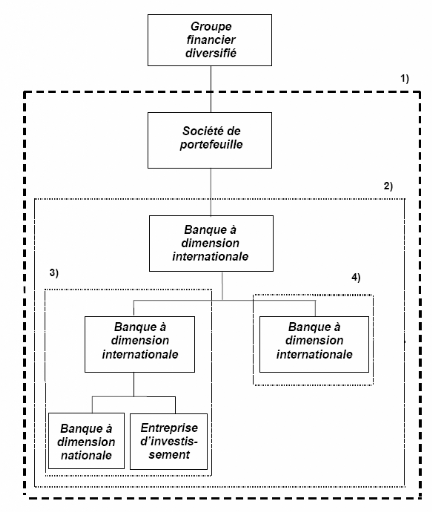 Groupe
financier
diversifié
1)
Société de
portefeuille
2)
Banque à
dimension
internationale
3)
4)
Banque à
dimension
internationale
Banque à
dimension
internationale
Banque à
dimension
nationale
Entreprise
d'investis-
sement